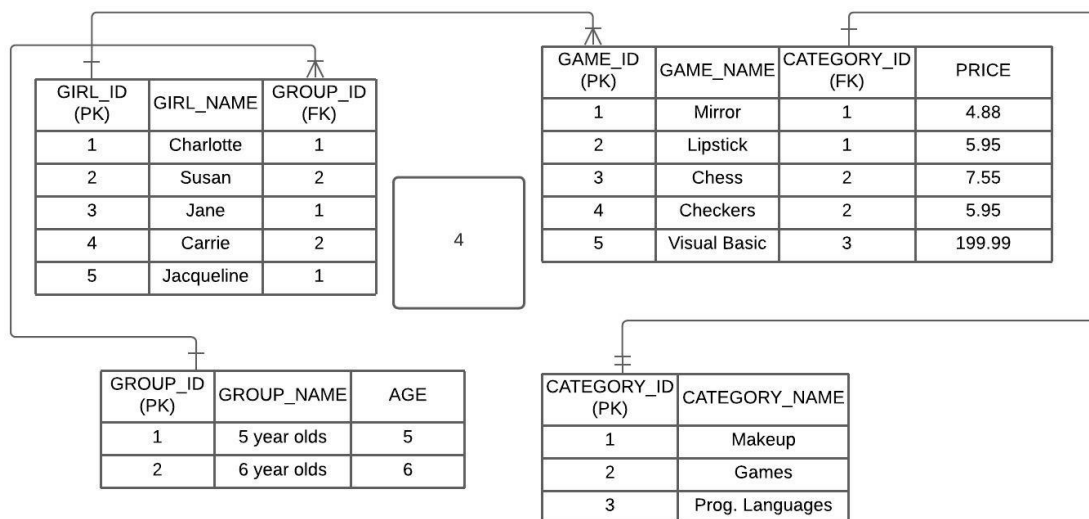 GIRL_ID (PK) GIRL_NAME GROUP_ID (FK)
1 Charlotte 1
2 Susan 2
3 Jane 1
4 Carrie 2
5 Jacqueline 1
4
GAME_ID (PK) GAME_NAME CATEGORY_ID (FK) PRICE
1 Mirror 1 4.88
2 Lipstick 1 5.95
3 Chess 2 7.55
4 Checkers 2 5.95
5 Visual Basic 3 199.99
GROUP_ID (PK) GROUP_NAME AGE
1 5 year olds 5
2 6 year olds 6
CATEGORY_ID (PK) CATEGORY_NAME
1 Makeup
2 Games
3 Prog. Languages